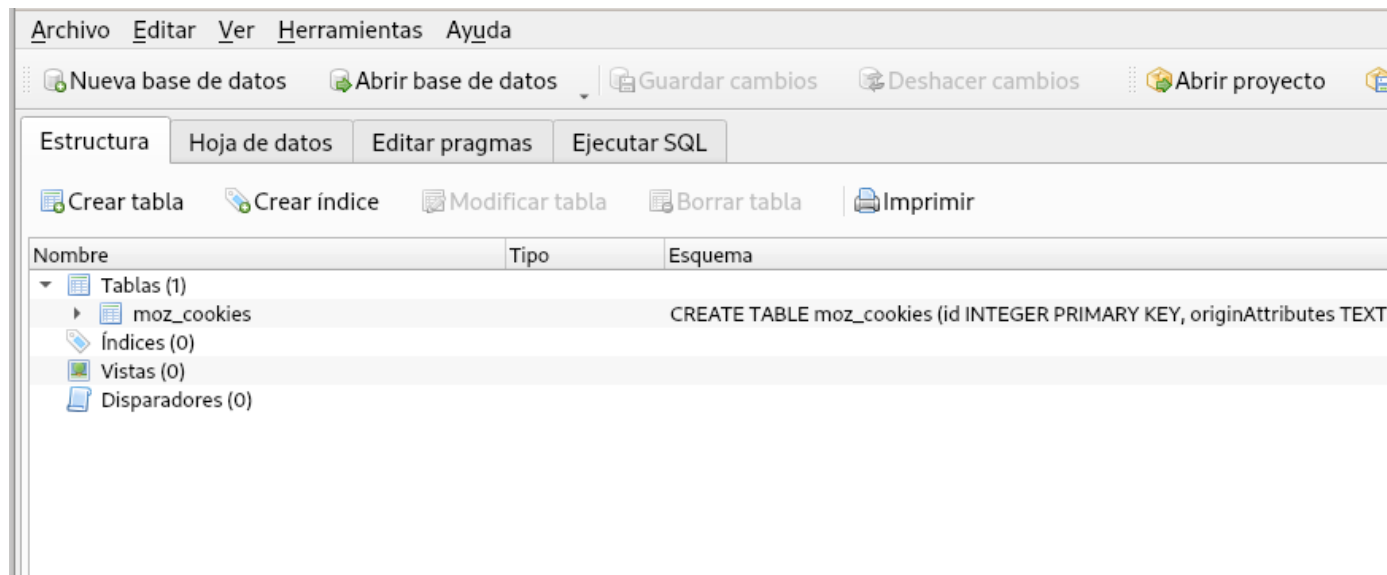 Archivo Editar Ver Herramientas Ayuda
Nueva base de datos Abrir base de datos Guardar cambios Deshacer cambios Abrir proyecto
Estructura Hoja de datos Editar pragmas Ejecutar SQL
Crear tabla Crear índice Modificar tabla Borrar tabla Imprimir
Nombre Tipo Esquema
Tablas (1)
moz_cookies CREATE TABLE moz_cookies (id INTEGER PRIMARY KEY, originAttributes TEXT
Índices (0)
Vistas (0)
Disparadores (0)